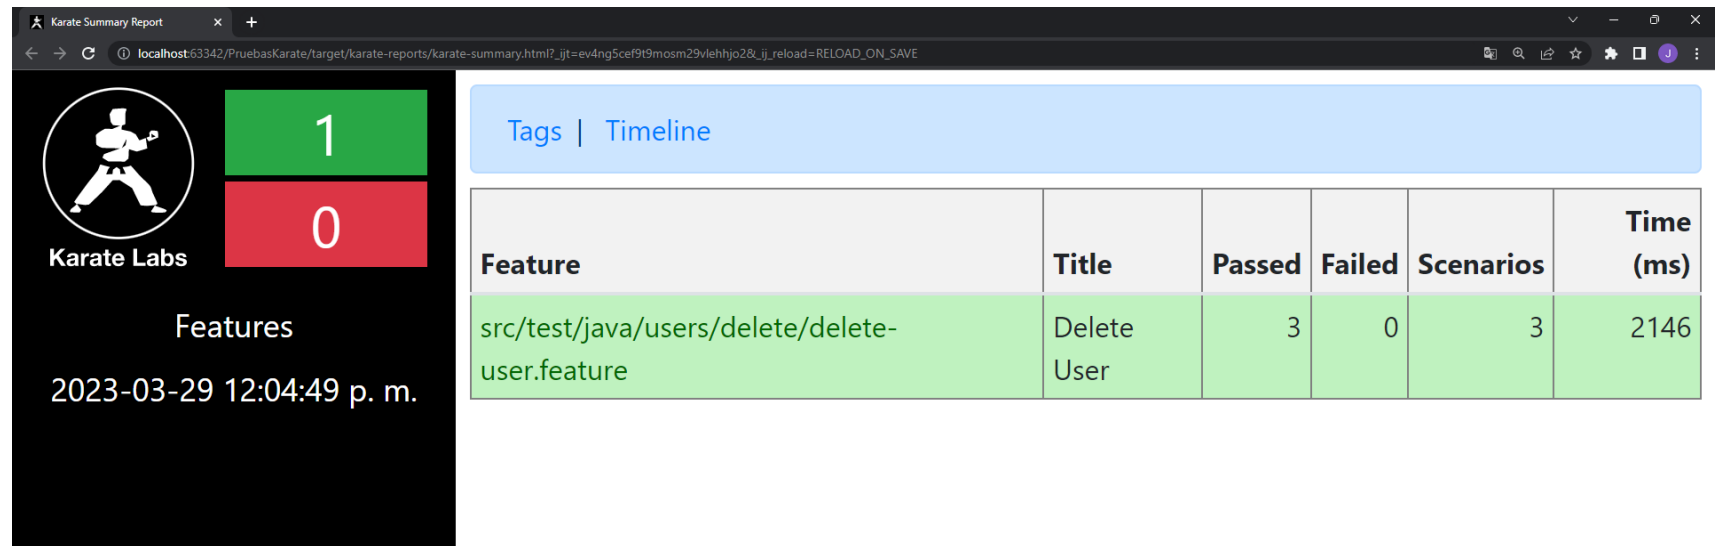 Karate Summary Report
localhost:63342/PruebasKarate/target/karate-reports/karate-summary.html?_ijt=ev4ng5cef9t9mosm29vlehhjo2&_ij_reload=RELOAD_ON_SAVE
J
1
0
Karate Labs
Features
2023-03-29 12:04:49 p. m.
Tags | Timeline
Feature Title Passed Failed Scenarios Time (ms)
src/test/java/users/delete/delete- Delete 3 0 3 2146
user.feature User